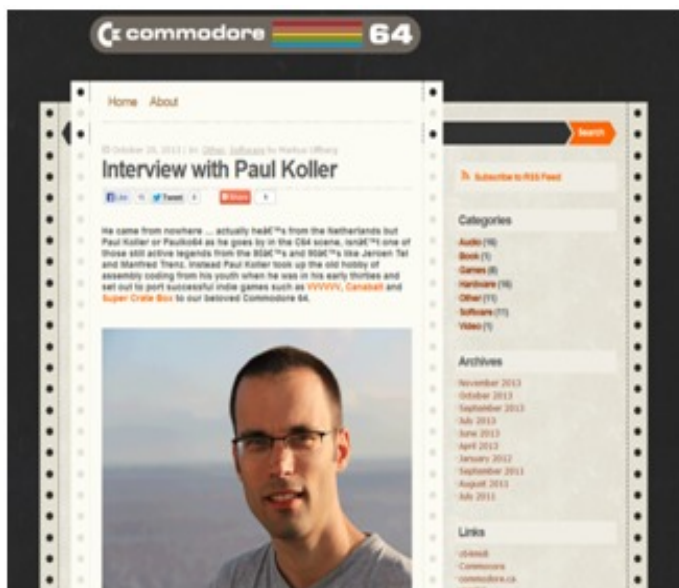 commodore 64
Home About
Search
October 28, 2013 | In: Other, Software by Markus
Interview with Paul Koller
Like
Tweet
Share
He came from nowhere ... actually heâ€™s from the Netherlands but
Paul Koller or Paulko64 as he goes by in the C64 scene, isnâ€™t one of
those still active legends from the 80â€™s and 90â€™s like Jeroen Tel
and Manfred Trenz. Instead Paul Koller took up the old hobby of
assembly coding from his youth when he was in his early thirties and
set out to port successful indie games such as VVVVVV, Canabalt and
Super Crate Box to our beloved Commodore 64.
Subscribe to RSS Feed
Categories
Audio (16)
Book (1)
Games (8)
Hardware (16)
Other (11)
Software (11)
Video (1)
Archives
November 2013
October 2013
September 2013
July 2013
June 2013
April 2013
January 2012
September 2011
August 2011
July 2011
Links
commodore.ca